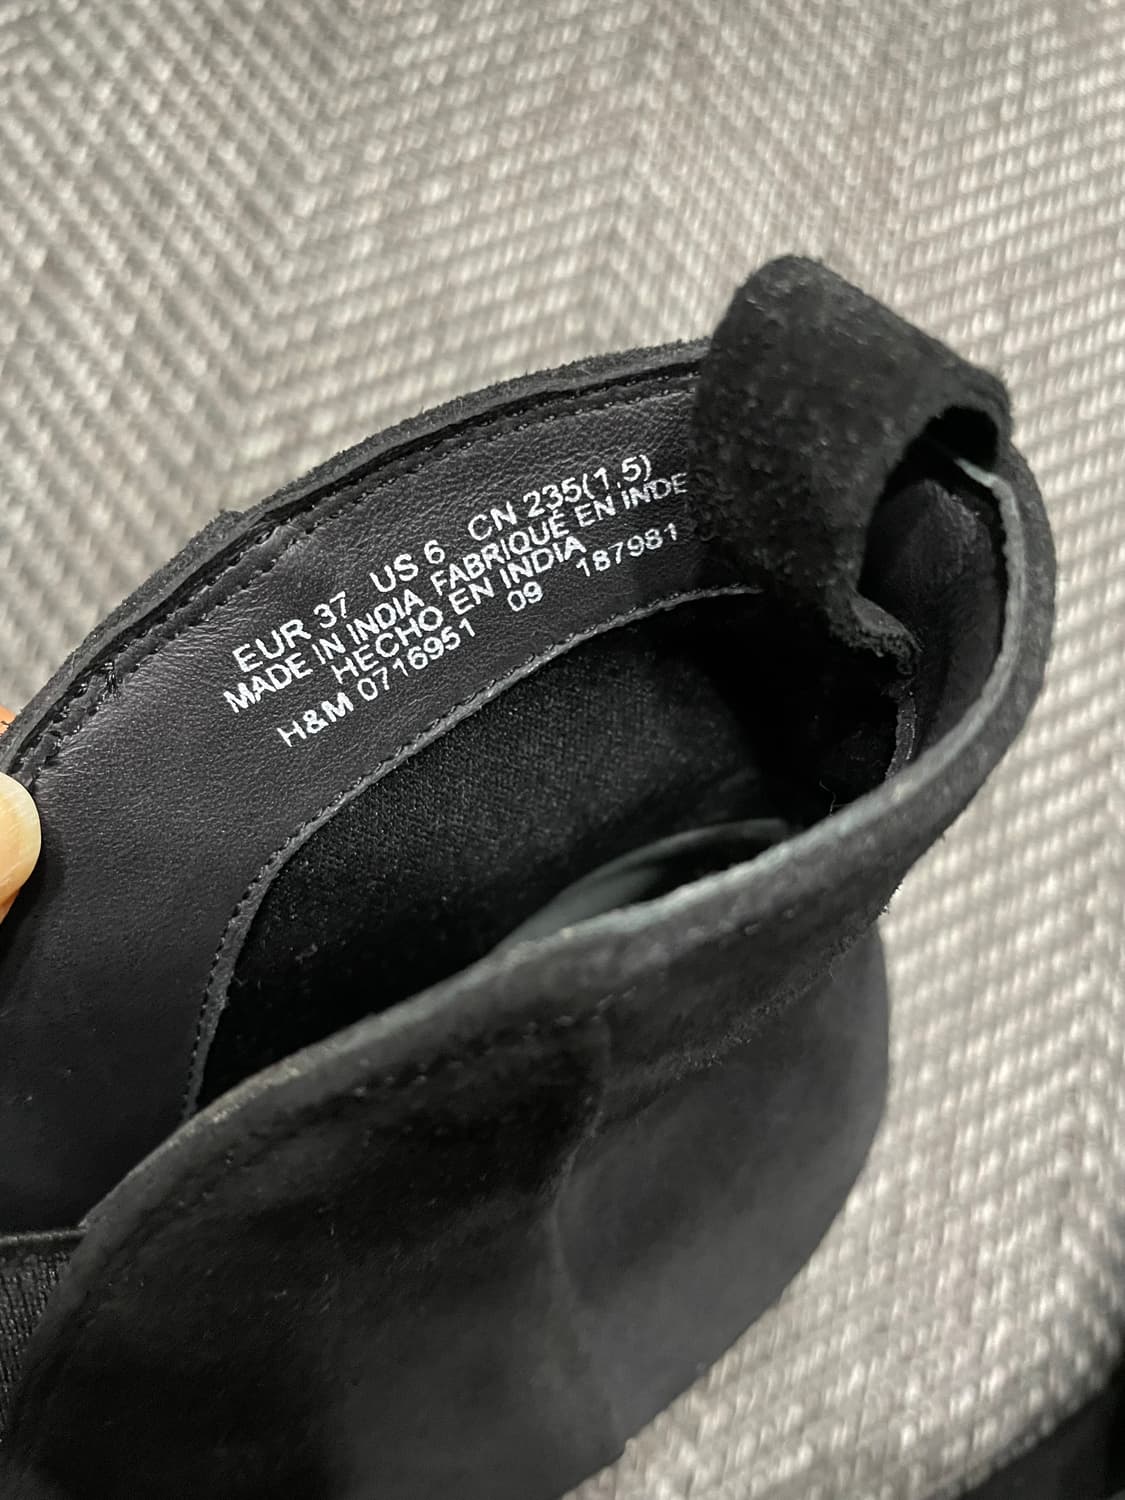 EUR 37 US 6 CN 235(1.5)
MADE IN INDIA FABRIQUÉ EN INDE
HECHO EN INDIA
H&M 0716951 09 187981